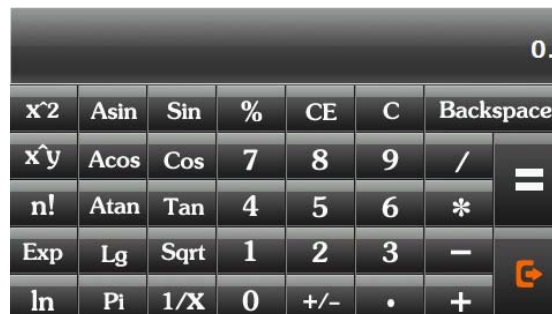 0.
x^2 Asin Sin % CE C Backspace
x^y Acos Cos 7 8 9 /
=
n! Atan Tan 4 5 6 *
Exp Lg Sqrt 1 2 3 −
ln Pi 1/X 0 +/− . +